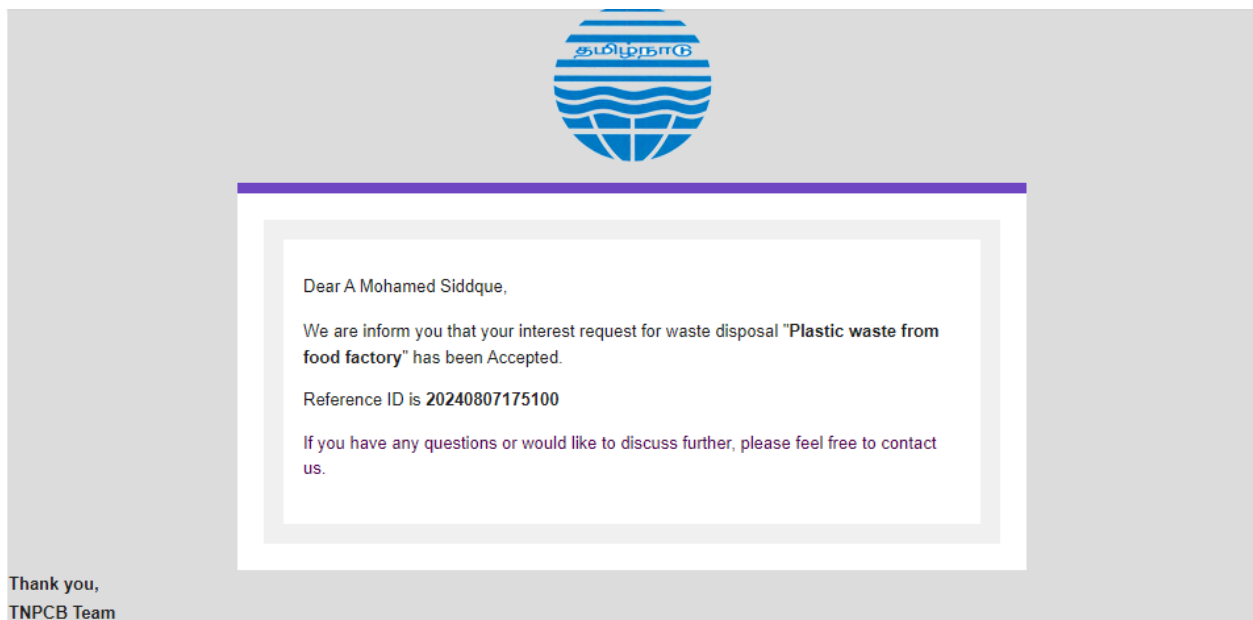 தமிழ்நாடு
Dear A Mohamed Siddque,
We are inform you that your interest request for waste disposal "Plastic waste from
food factory" has been Accepted.
Reference ID is 20240807175100
If you have any questions or would like to discuss further, please feel free to contact
us.
Thank you,
TNPCB Team